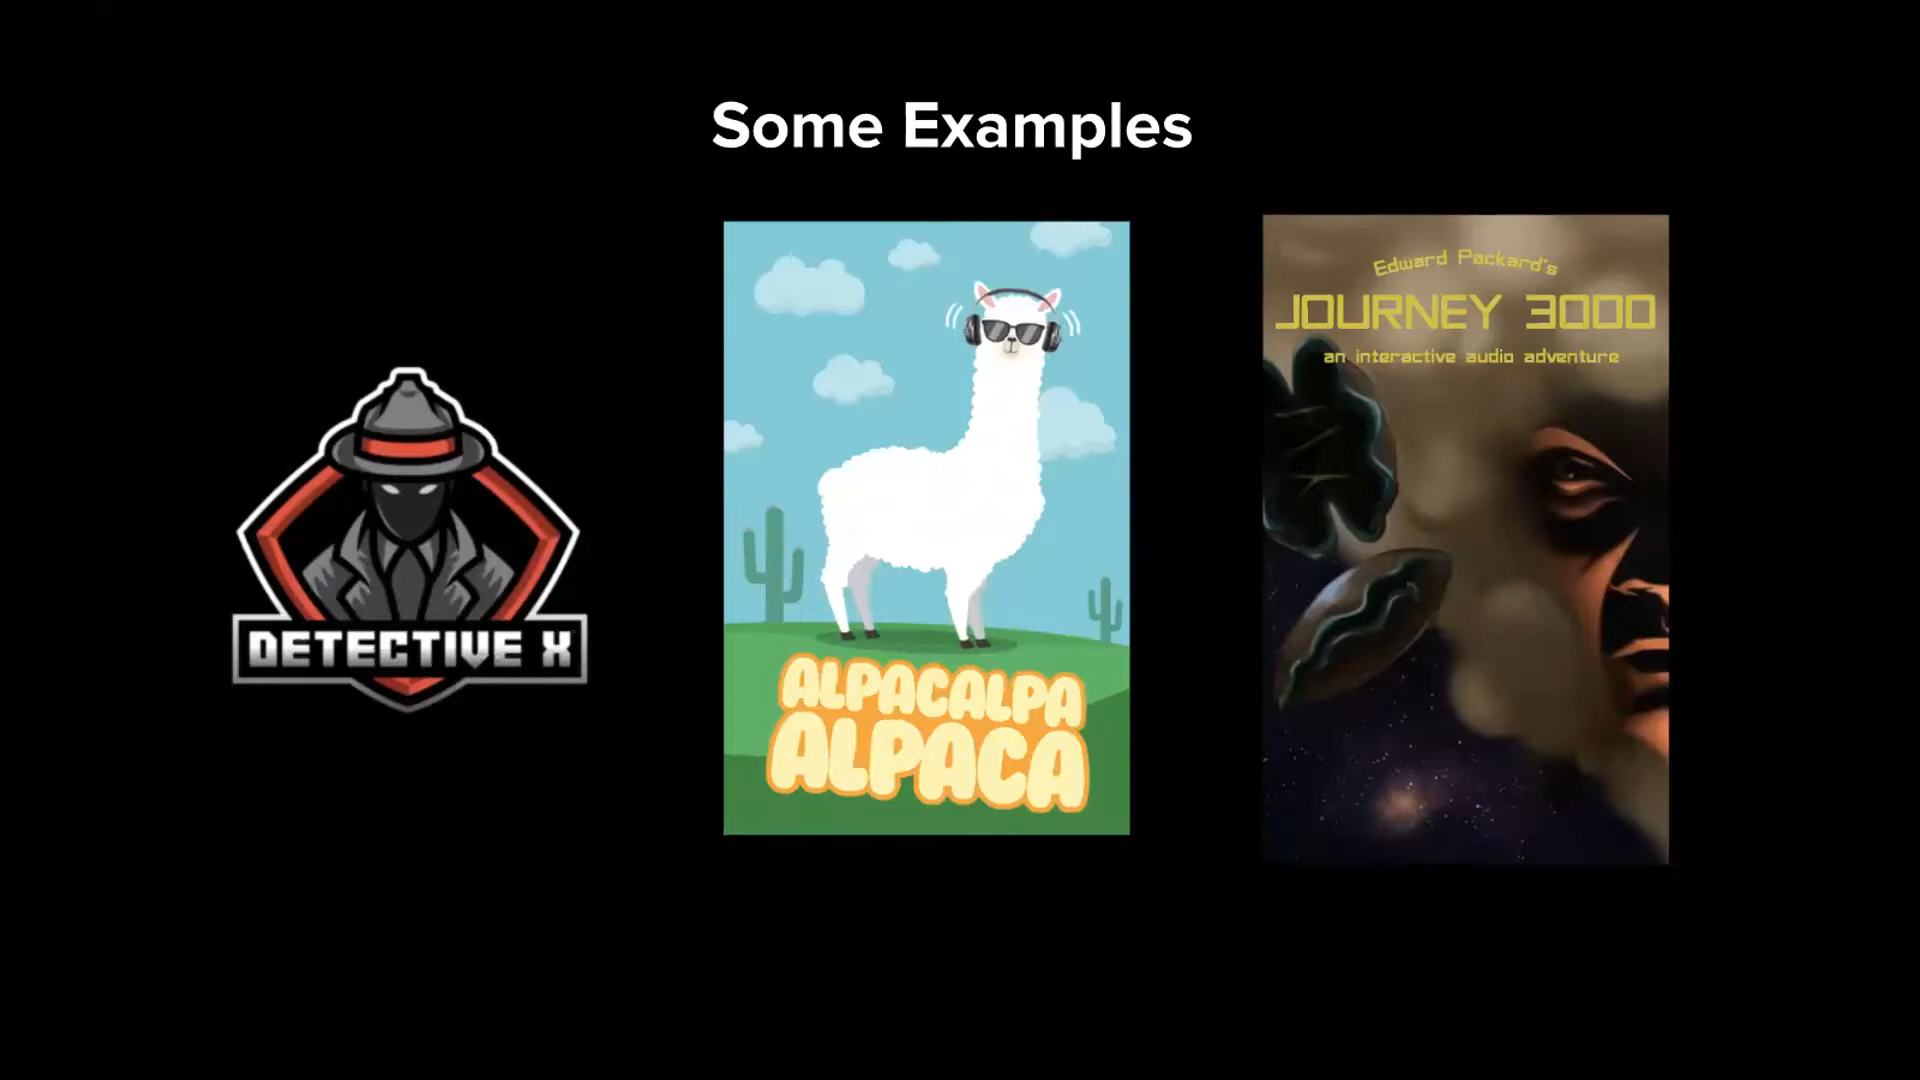 Some Examples
DETECTIVE X
ALPACALPA
ALPACA
Edward Packard's
JOURNEY 3000
an interactive audio adventure